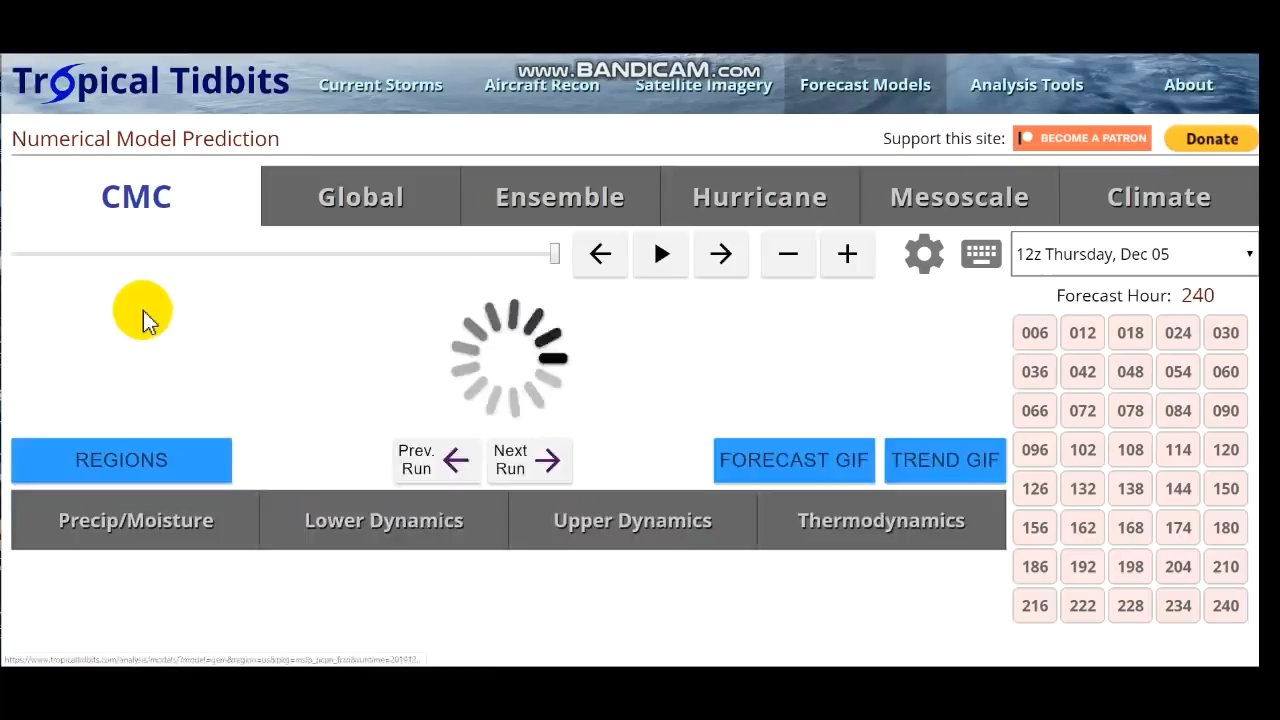 www.BANDICAM.com
Tropical Tidbits
Current Storms
Aircraft Recon
Satellite Imagery
Forecast Models
Analysis Tools
About
Numerical Model Prediction
Support this site:
BECOME A PATRON
Donate
CMC
Global
Ensemble
Hurricane
Mesoscale
Climate
12z Thursday, Dec 05
Forecast Hour: 240
006 012 018 024 030
036 042 048 054 060
066 072 078 084 090
096 102 108 114 120
126 132 138 144 150
156 162 168 174 180
186 192 198 204 210
216 222 228 234 240
REGIONS
Prev.
Run
Next
Run
FORECAST GIF
TREND GIF
Precip/Moisture
Lower Dynamics
Upper Dynamics
Thermodynamics